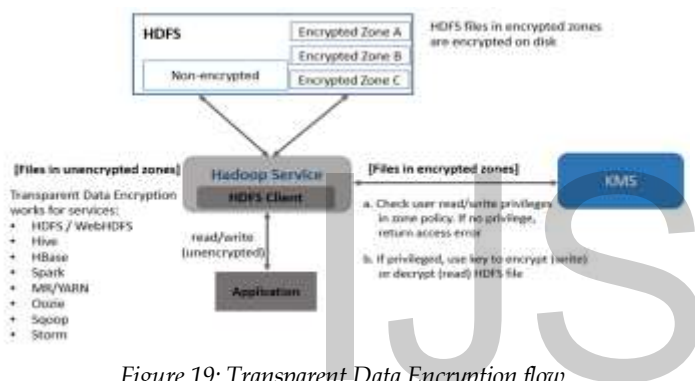 HDFS
Encrypted Zone A
Encrypted Zone B
Encrypted Zone C
Non-encrypted
HDFS files in encrypted zones
are encrypted on disk
[Files in unencrypted zones]
Transparent Data Encryption
works for services:
• HDFS / WebHDFS
• Hive
• HBase
• Spark
• MR/YARN
• Oozie
• Sqoop
• Storm
Hadoop Service
HDFS Client
read/write
(unencrypted)
Application
[Files in encrypted zones]
a. Check user read/write privileges
in zone policy. If no privilege,
return access error
b. If privileged, use key to encrypt (write)
or decrypt (read) HDFS file
KMS
IJS
Figure 19: Transparent Data Encryption flow